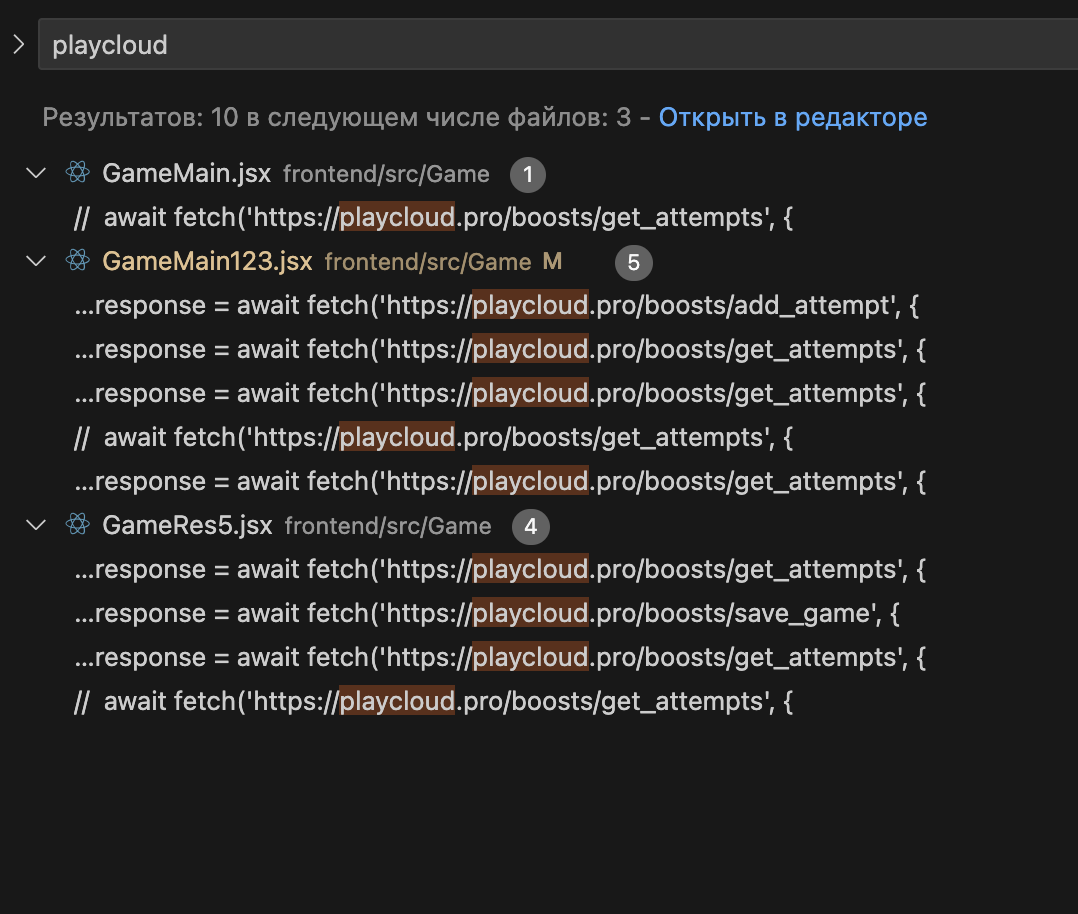 playcloud
Результатов: 10 в следующем числе файлов: 3 - Открыть в редакторе
GameMain.jsx frontend/src/Game 1
// await fetch('https://playcloud.pro/boosts/get_attempts', {
GameMain123.jsx frontend/src/Game M 5
...response = await fetch('https://playcloud.pro/boosts/add_attempt', {
...response = await fetch('https://playcloud.pro/boosts/get_attempts', {
...response = await fetch('https://playcloud.pro/boosts/get_attempts', {
// await fetch('https://playcloud.pro/boosts/get_attempts', {
...response = await fetch('https://playcloud.pro/boosts/get_attempts', {
GameRes5.jsx frontend/src/Game 4
...response = await fetch('https://playcloud.pro/boosts/get_attempts', {
...response = await fetch('https://playcloud.pro/boosts/save_game', {
...response = await fetch('https://playcloud.pro/boosts/get_attempts', {
// await fetch('https://playcloud.pro/boosts/get_attempts', {